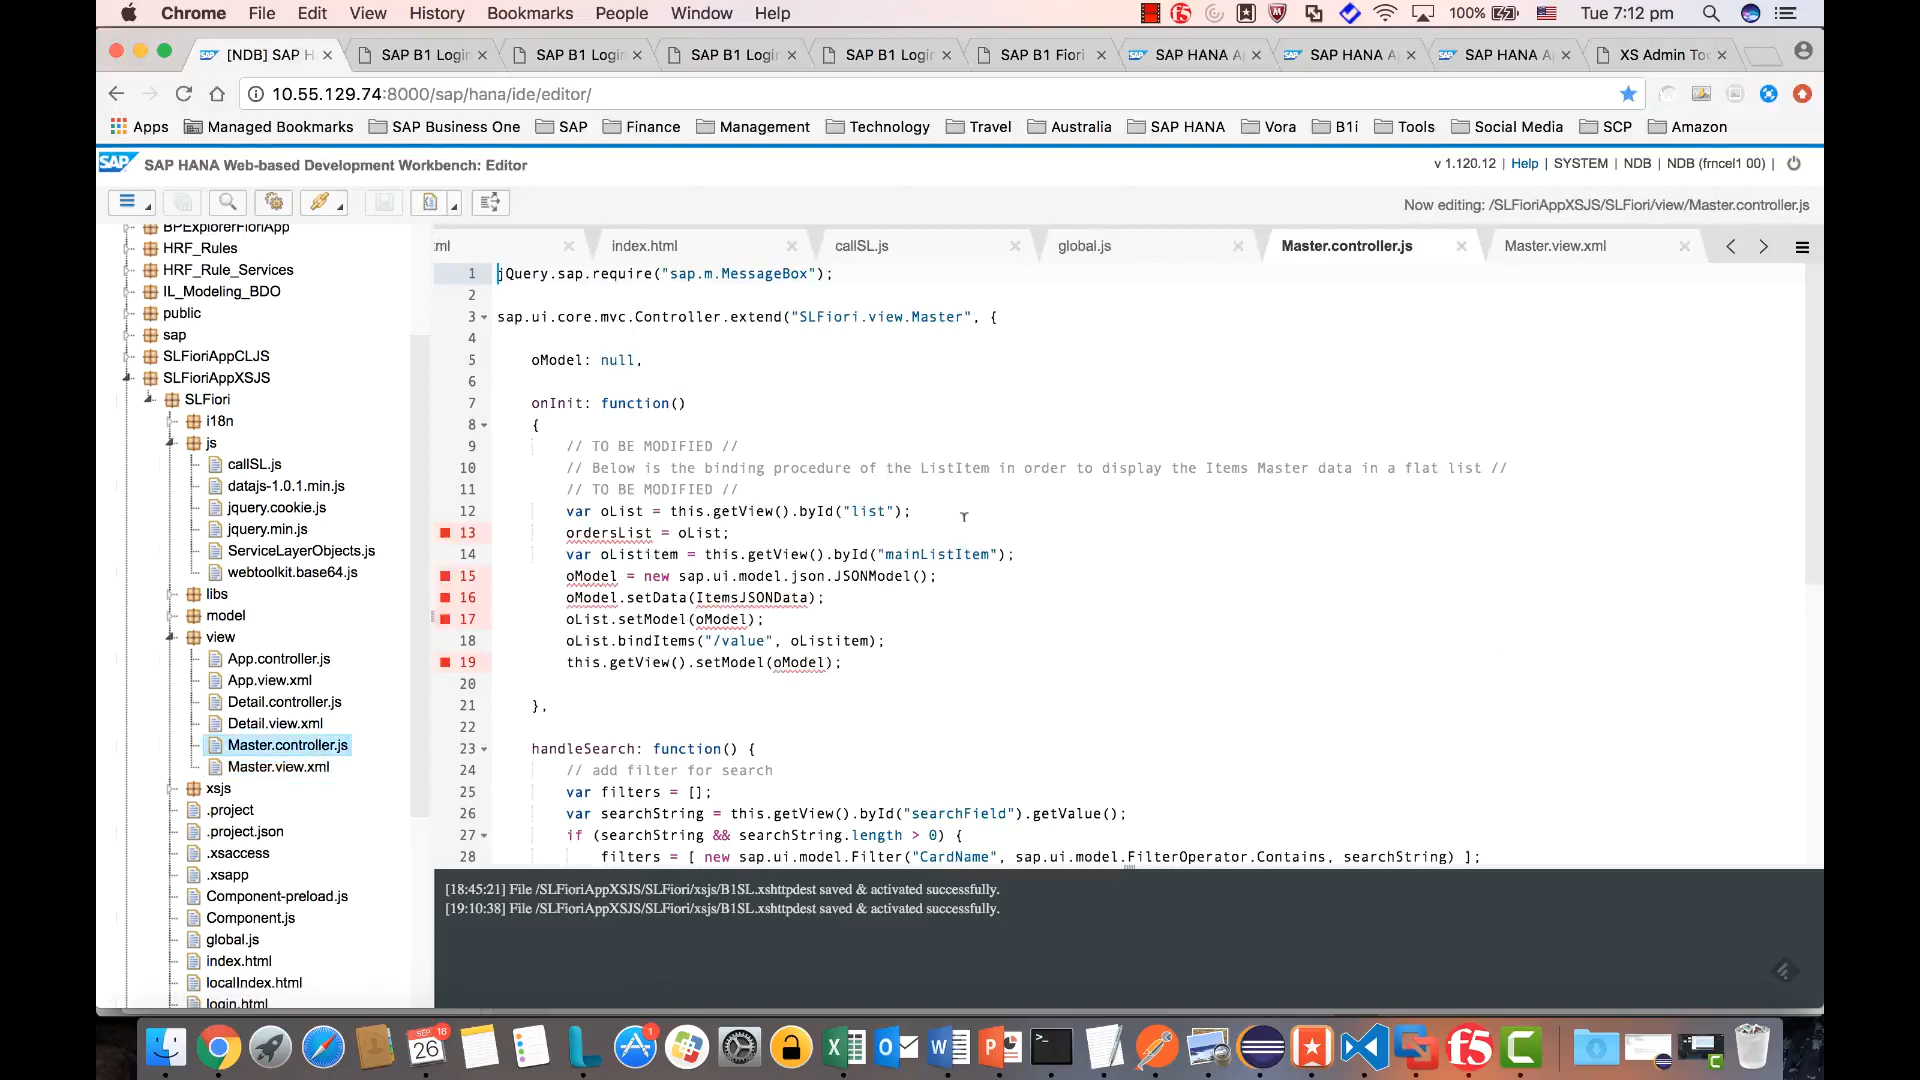 Chrome File Edit View History Bookmarks People Window Help 100% Tue 7:12 pm
[NDB] SAP H SAP B1 Login SAP B1 Login SAP B1 Login SAP B1 Login SAP B1 Fiori SAP HANA A SAP HANA A SAP HANA A XS Admin To
10.55.129.74:8000/sap/hana/ide/editor/
Apps Managed Bookmarks SAP Business One SAP Finance Management Technology Travel Australia SAP HANA Vora B1i Tools Social Media SCP Amazon
SAP SAP HANA Web-based Development Workbench: Editor v 1.120.12 | Help | SYSTEM | NDB | NDB (frncel1 00) |
Now editing: /SLFioriAppXSJS/SLFiori/view/Master.controller.js
BPExplorerFioriApp
HRF_Rules
HRF_Rule_Services
IL_Modeling_BDO
public
sap
SLFioriAppCLJS
SLFioriAppXSJS
SLFiori
i18n
js
callSL.js
datajs-1.0.1.min.js
jquery.cookie.js
jquery.min.js
ServiceLayerObjects.js
webtoolkit.base64.js
libs
model
view
App.controller.js
App.view.xml
Detail.controller.js
Detail.view.xml
Master.controller.js
Master.view.xml
xsjs
.project
.project.json
.xsaccess
.xsapp
Component-preload.js
Component.js
global.js
index.html
localIndex.html
login.html
ml index.html callSL.js global.js Master.controller.js Master.view.xml
1 jQuery.sap.require("sap.m.MessageBox");
2
3 sap.ui.core.mvc.Controller.extend("SLFiori.view.Master", {
4
5 oModel: null,
6
7 onInit: function()
8 {
9 // TO BE MODIFIED //
10 // Below is the binding procedure of the ListItem in order to display the Items Master data in a flat list //
11 // TO BE MODIFIED //
12 var oList = this.getView().byId("list");
13 ordersList = oList;
14 var oListitem = this.getView().byId("mainListItem");
15 oModel = new sap.ui.model.json.JSONModel();
16 oModel.setData(ItemsJSONData);
17 oList.setModel(oModel);
18 oList.bindItems("/value", oListitem);
19 this.getView().setModel(oModel);
20
21 },
22
23 handleSearch: function() {
24 // add filter for search
25 var filters = [];
26 var searchString = this.getView().byId("searchField").getValue();
27 if (searchString && searchString.length > 0) {
28 filters = [ new sap.ui.model.Filter("CardName", sap.ui.model.FilterOperator.Contains, searchString) ];
[18:45:21] File /SLFioriAppXSJS/SLFiori/xsjs/B1SL.xshttpdest saved & activated successfully.
[19:10:38] File /SLFioriAppXSJS/SLFiori/xsjs/B1SL.xshttpdest saved & activated successfully.